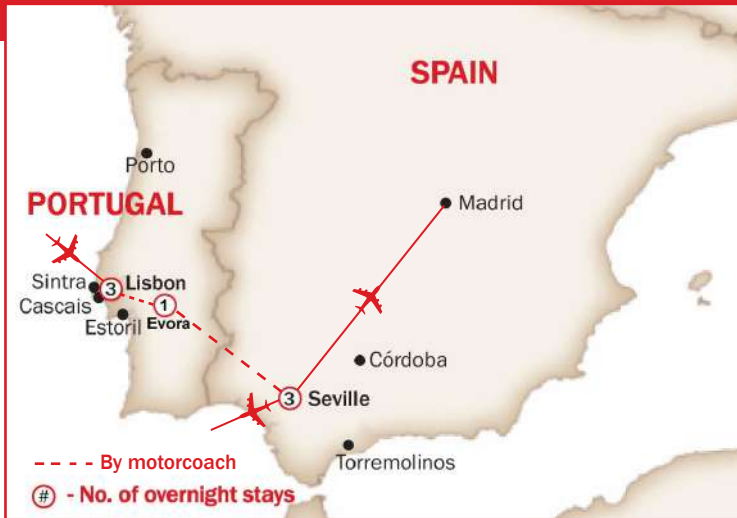 SPAIN
Porto
PORTUGAL
Madrid
Sintra
3
Lisbon
Cascais
1
Estoril
Evora
Córdoba
3
Seville
Torremolinos
- - - - By motorcoach
# - No. of overnight stays